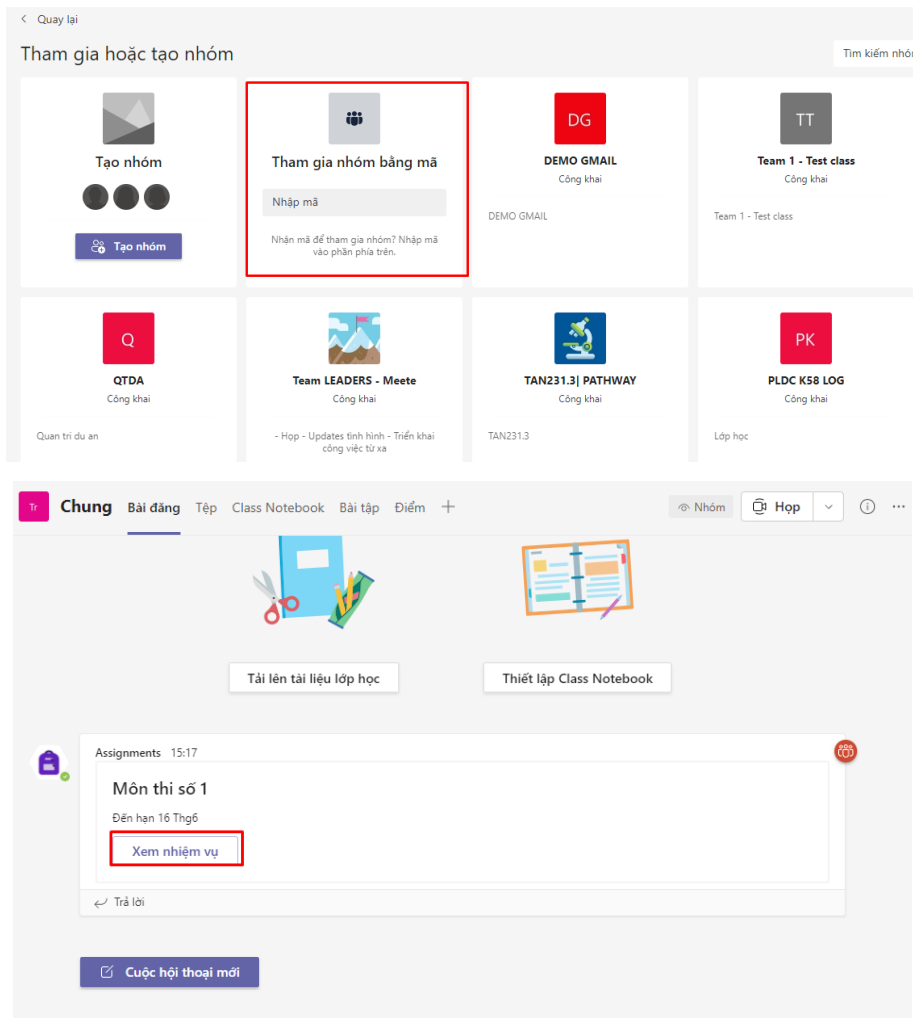 Quay lại
Tham gia hoặc tạo nhóm
Tìm kiếm nhóm
Tạo nhóm
Tạo nhóm
Tham gia nhóm bằng mã
Nhập mã
Nhận mã để tham gia nhóm? Nhập mã
vào phần phía trên.
DG
DEMO GMAIL
Công khai
DEMO GMAIL
TT
Team 1 - Test class
Công khai
Team 1 - Test class
Q
QTDA
Công khai
Quan tri du an
Team LEADERS - Meete
Công khai
- Họp - Updates tình hình - Triển khai
công việc từ xa
TAN231.3| PATHWAY
Công khai
TAN231.3
PK
PLDC K58 LOG
Công khai
Lớp học
Tr
Chung Bài đăng Tệp Class Notebook Bài tập Điểm
Nhóm
Họp
Tải lên tài liệu lớp học
Thiết lập Class Notebook
Assignments 15:17
Môn thi số 1
Đến hạn 16 Thg6
Xem nhiệm vụ
Trả lời
Cuộc hội thoại mới